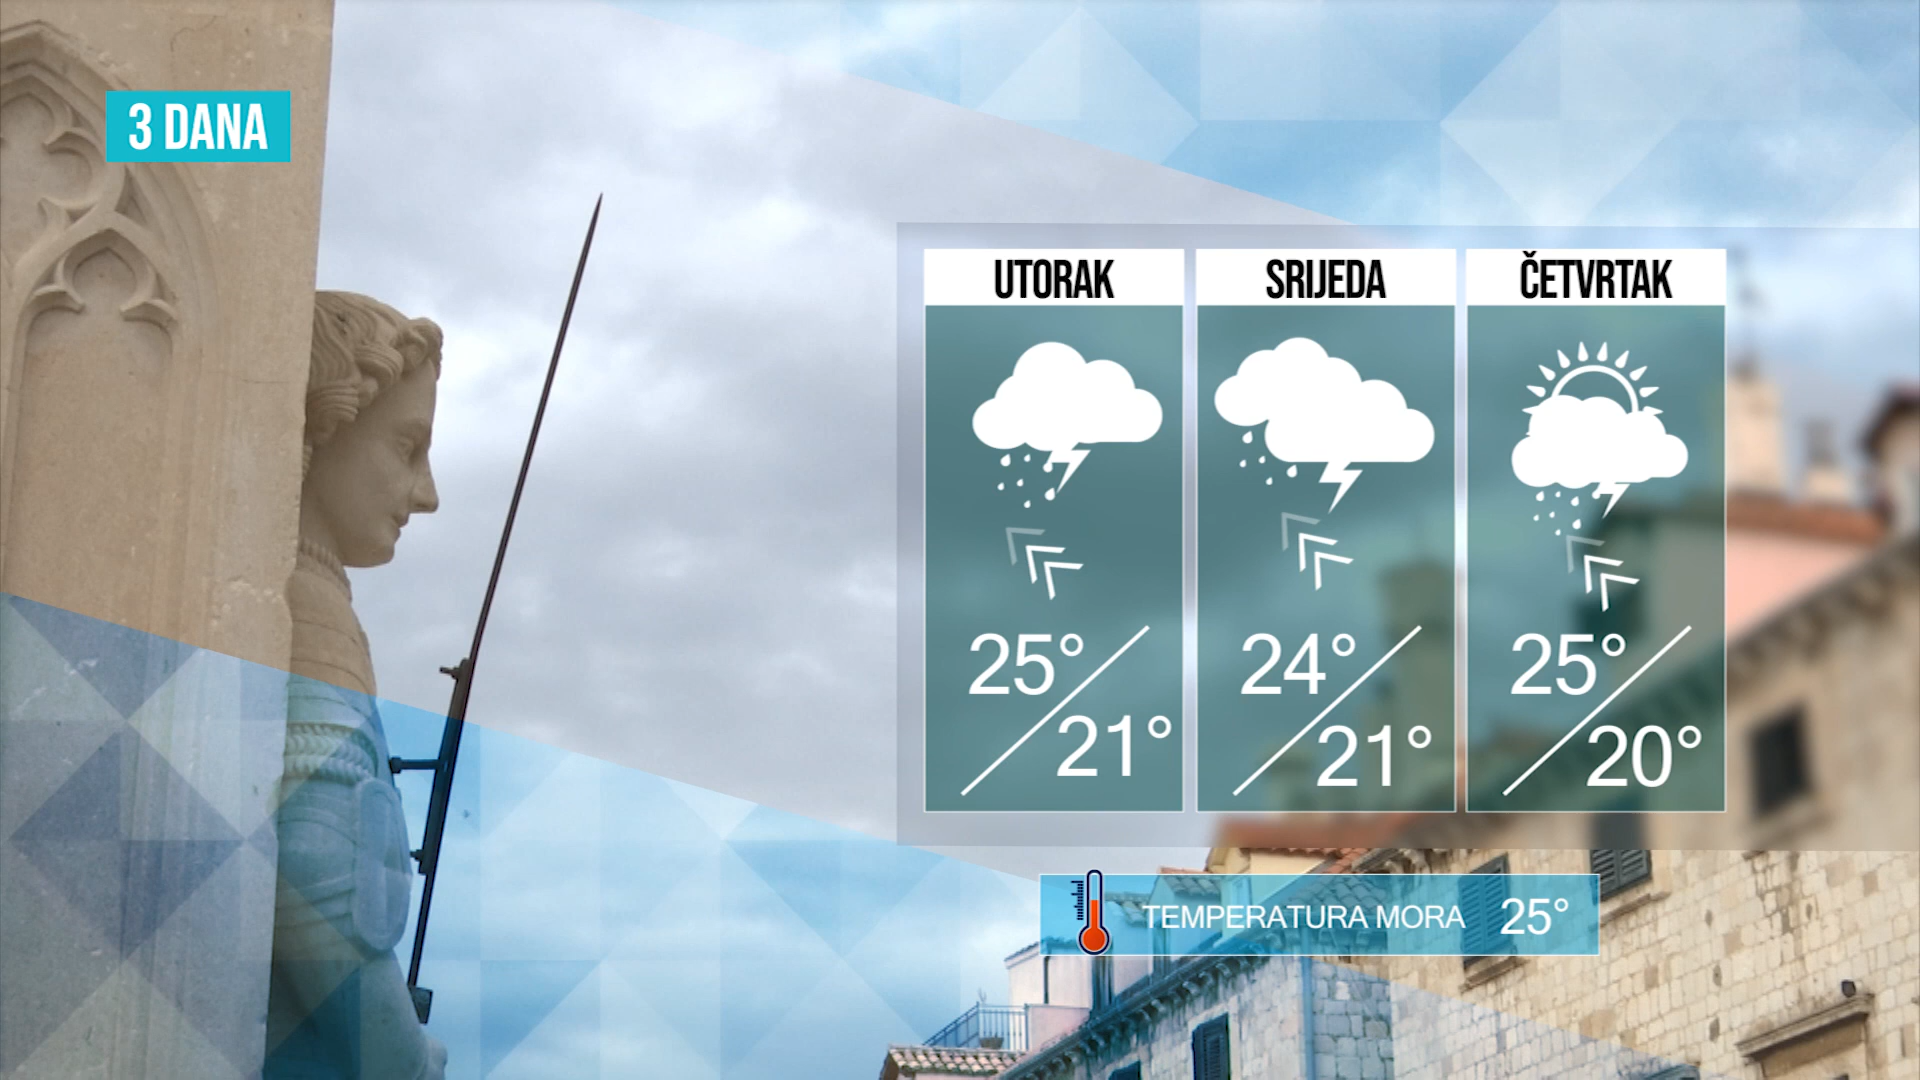 3 DANA
UTORAK
SRIJEDA
ČETVRTAK
25°
21°
24°
21°
25°
20°
TEMPERATURA MORA 25°